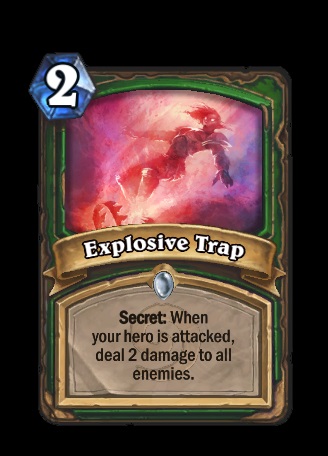 2
Explosive Trap
Secret: When
your hero is attacked,
deal 2 damage to all
enemies.